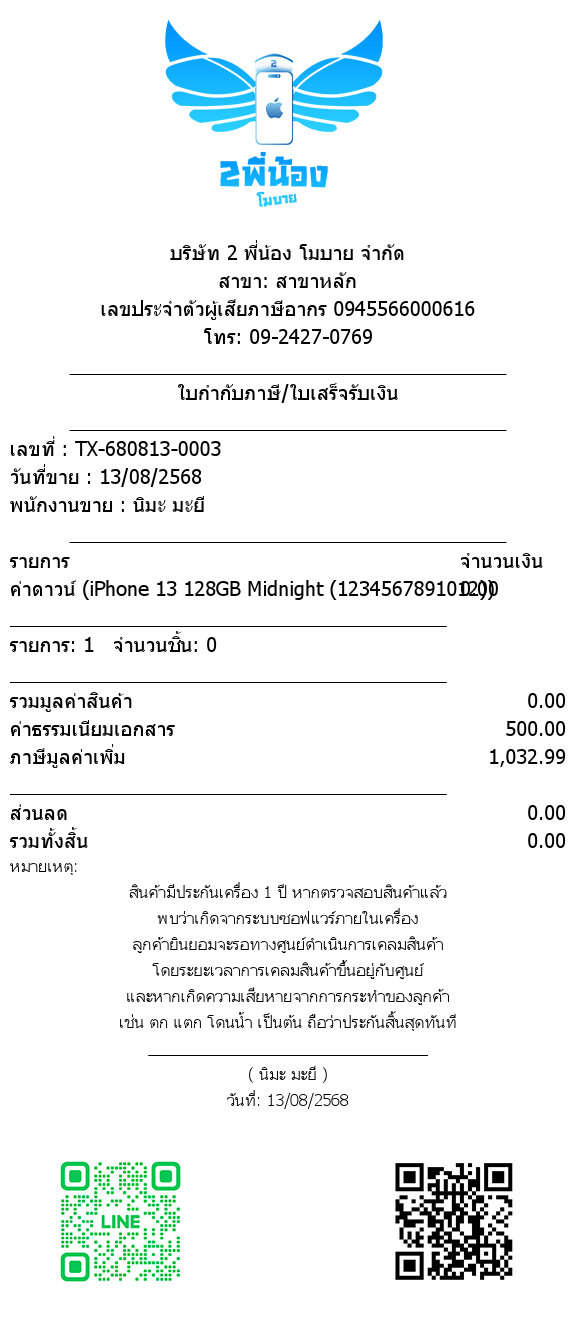 2
2พี่น้อง
โมบาย
บริษัท 2 พี่น้อง โมบาย จำกัด
สาขา: สาขาหลัก
เลขประจำตัวผู้เสียภาษีอากร 0945566000616
โทร: 09-2427-0769
ใบกำกับภาษี/ใบเสร็จรับเงิน
เลขที่ : TX-680813-0003
วันที่ขาย : 13/08/2568
พนักงานขาย : นิมะ มะยี
รายการ จำนวนเงิน
ค่าดาวน์ (iPhone 13 128GB Midnight (1234567891012)) 0.00
รายการ: 1 จำนวนชิ้น: 0
รวมมูลค่าสินค้า 0.00
ค่าธรรมเนียมเอกสาร 500.00
ภาษีมูลค่าเพิ่ม 1,032.99
ส่วนลด 0.00
รวมทั้งสิ้น 0.00
หมายเหตุ:
สินค้ามีประกันเครื่อง 1 ปี หากตรวจสอบสินค้าแล้ว
พบว่าเกิดจากระบบซอฟแวร์ภายในเครื่อง
ลูกค้ายินยอมจะรอทางศูนย์ดำเนินการเคลมสินค้า
โดยระยะเวลาการเคลมสินค้าขึ้นอยู่กับศูนย์
และหากเกิดความเสียหายจากการกระทำของลูกค้า
เช่น ตก แตก โดนน้ำ เป็นต้น ถือว่าประกันสิ้นสุดทันที
( นิมะ มะยี )
วันที่: 13/08/2568
LINE